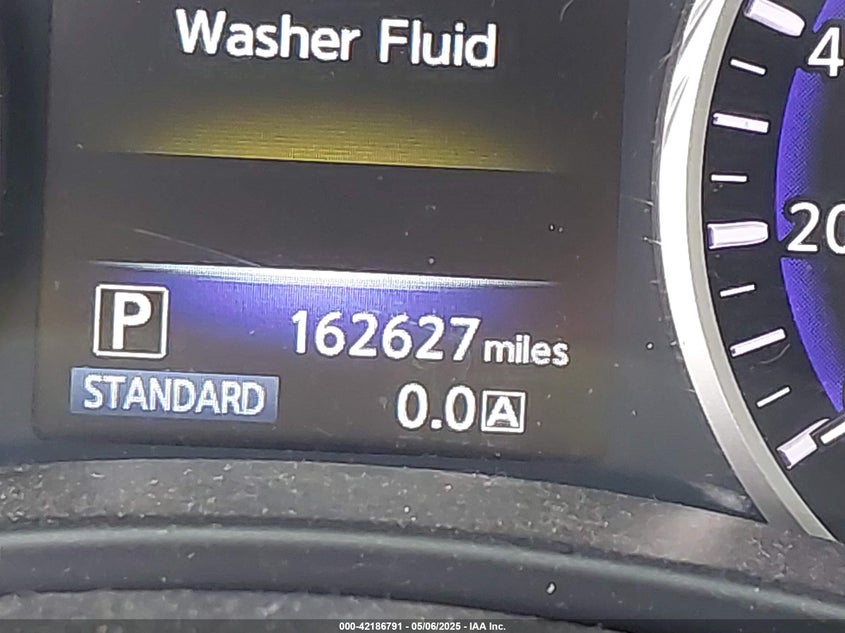 Washer Fluid
4
20
P
162627 miles
STANDARD
0.0 A
000-42186791 - 05/06/2025 - IAA Inc.